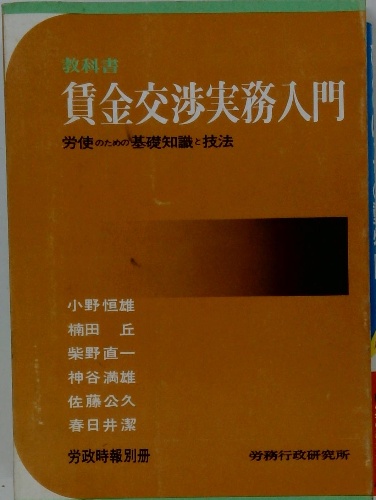 教科書
賃金交渉実務入門
労使のための基礎知識と技法
小野恒雄
楠田 丘
柴野直一
神谷満雄
佐藤公久
春日井潔
労政時報別冊
労務行政研究所